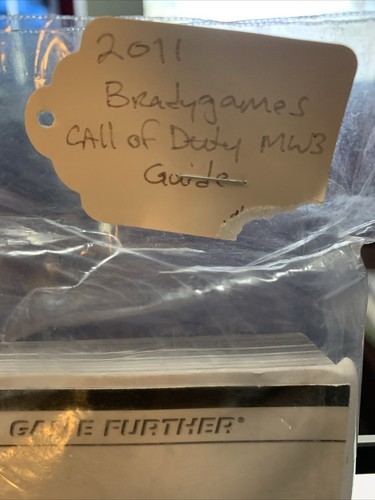 2011
Bradygames
CAll of Duty MW3
Guide
GAME FURTHER®